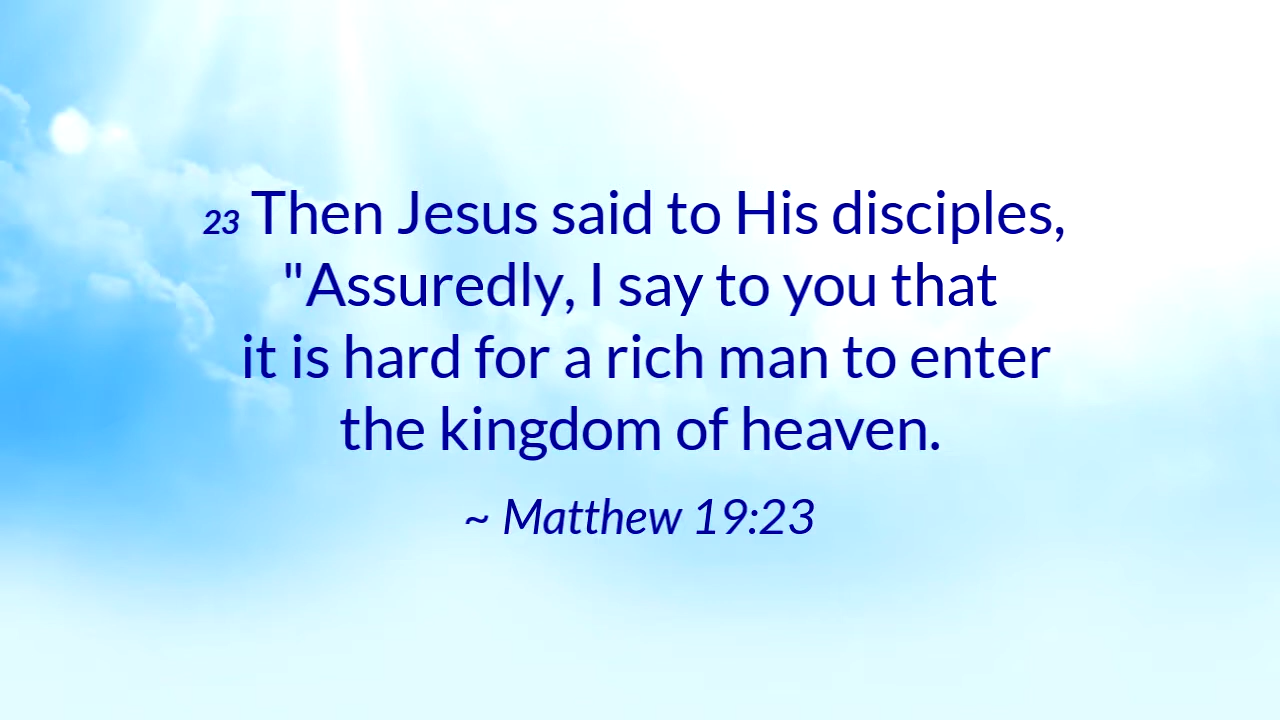 23 Then Jesus said to His disciples,
"Assuredly, I say to you that
it is hard for a rich man to enter
the kingdom of heaven.
~ Matthew 19:23